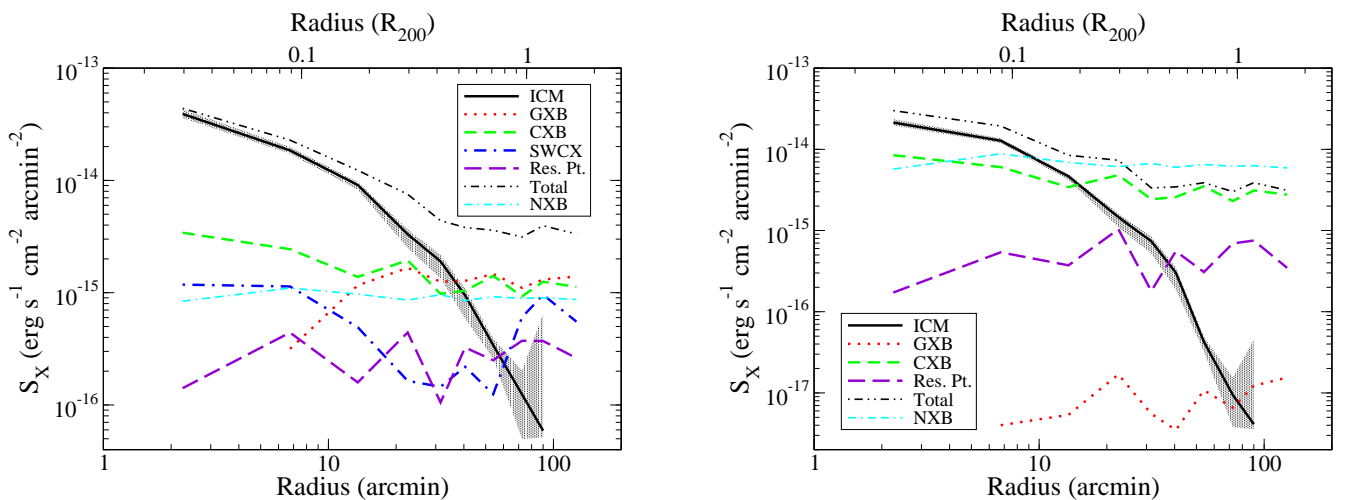 Radius (R_200)
0.1 1
10^-13
10^-14
10^-15
10^-16
S_X (erg s^-1 cm^-2 arcmin^-2)
ICM
GXB
CXB
SWCX
Res. Pt.
Total
NXB
1 10 100
Radius (arcmin)
Radius (R_200)
0.1 1
10^-13
10^-14
10^-15
10^-16
10^-17
S_X (erg s^-1 cm^-2 arcmin^-2)
ICM
GXB
CXB
Res. Pt.
Total
NXB
1 10 100
Radius (arcmin)